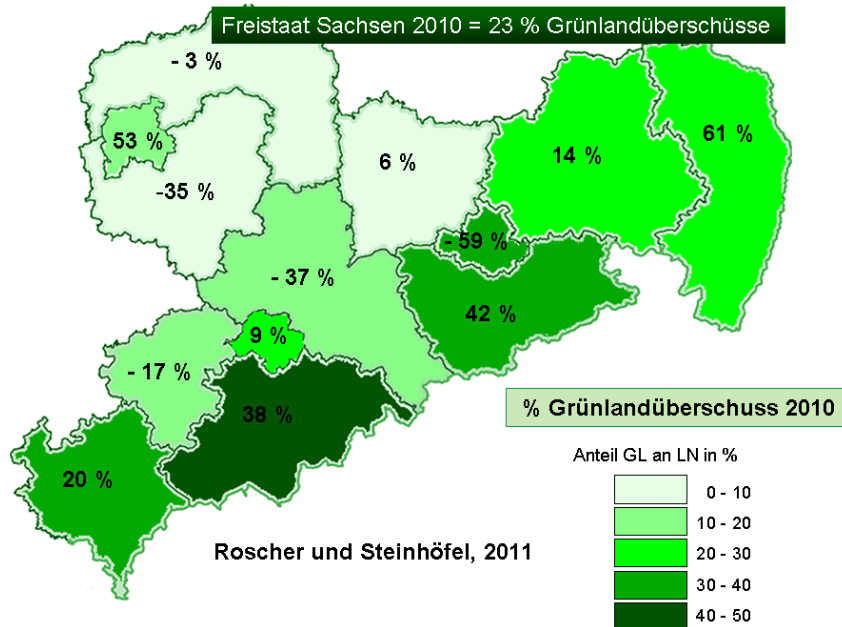 Freistaat Sachsen 2010 = 23 % Grünlandüberschüsse
- 3 %
53 %
-35 %
6 %
14 %
61 %
- 59 %
- 37 %
42 %
9 %
- 17 %
38 %
20 %
% Grünlandüberschuss 2010
Anteil GL an LN in %
0 - 10
10 - 20
20 - 30
30 - 40
40 - 50
Roscher und Steinhöfel, 2011